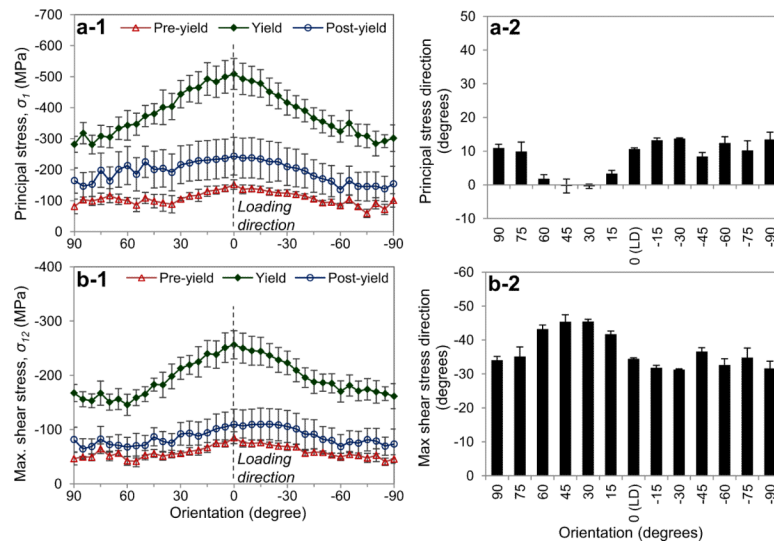 a-1
Pre-yield Yield Post-yield
-700
-600
-500
-400
-300
-200
-100
0
Principal stress, σ1 (MPa)
Loading
direction
90 60 30 0 -30 -60 -90
a-2
50
40
30
20
10
0
-10
Principal stress direction
(degrees)
90 75 60 45 30 15 0 (LD) -15 -30 -45 -75 -90
b-1
Pre-yield Yield Post-yield
-400
-300
-200
-100
0
Max. shear stress, σ12 (MPa)
Loading
direction
90 60 30 0 -30 -60 -90
Orientation (degree)
b-2
-60
-50
-40
-30
-20
-10
0
Max shear stress direction
(degrees)
90 75 60 45 30 15 0 (LD) -15 -30 -45 -60 -75 -90
Orientation (degrees)